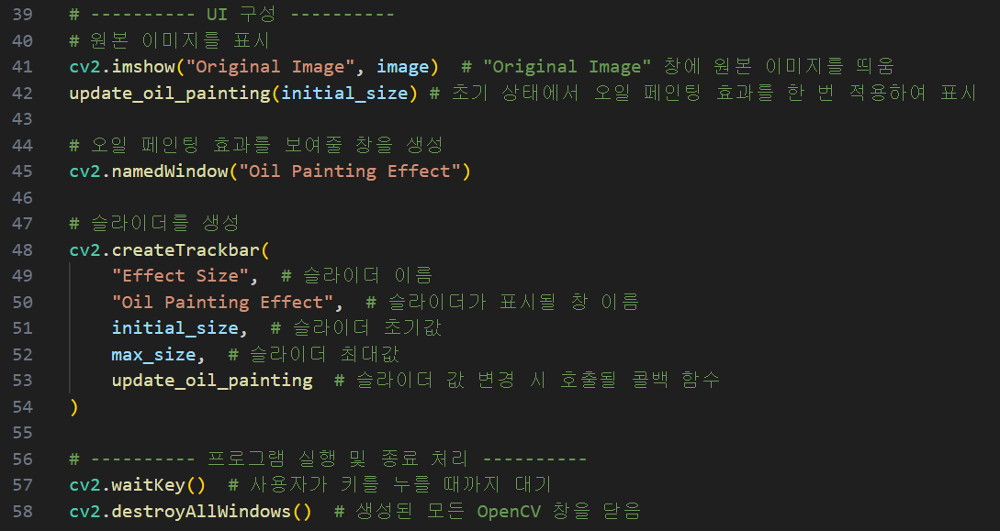 39 # ---------- UI 구성 ----------
40 # 원본 이미지를 표시
41 cv2.imshow("Original Image", image)  # "Original Image" 창에 원본 이미지를 띄움
42 update_oil_painting(initial_size) # 초기 상태에서 오일 페인팅 효과를 한 번 적용하여 표시
43
44 # 오일 페인팅 효과를 보여줄 창을 생성
45 cv2.namedWindow("Oil Painting Effect")
46
47 # 슬라이더를 생성
48 cv2.createTrackbar(
49     "Effect Size",  # 슬라이더 이름
50     "Oil Painting Effect",  # 슬라이더가 표시될 창 이름
51     initial_size,  # 슬라이더 초기값
52     max_size,  # 슬라이더 최대값
53     update_oil_painting  # 슬라이더 값 변경 시 호출될 콜백 함수
54 )
55
56 # ---------- 프로그램 실행 및 종료 처리 ----------
57 cv2.waitKey()  # 사용자가 키를 누를 때까지 대기
58 cv2.destroyAllWindows()  # 생성된 모든 OpenCV 창을 닫음